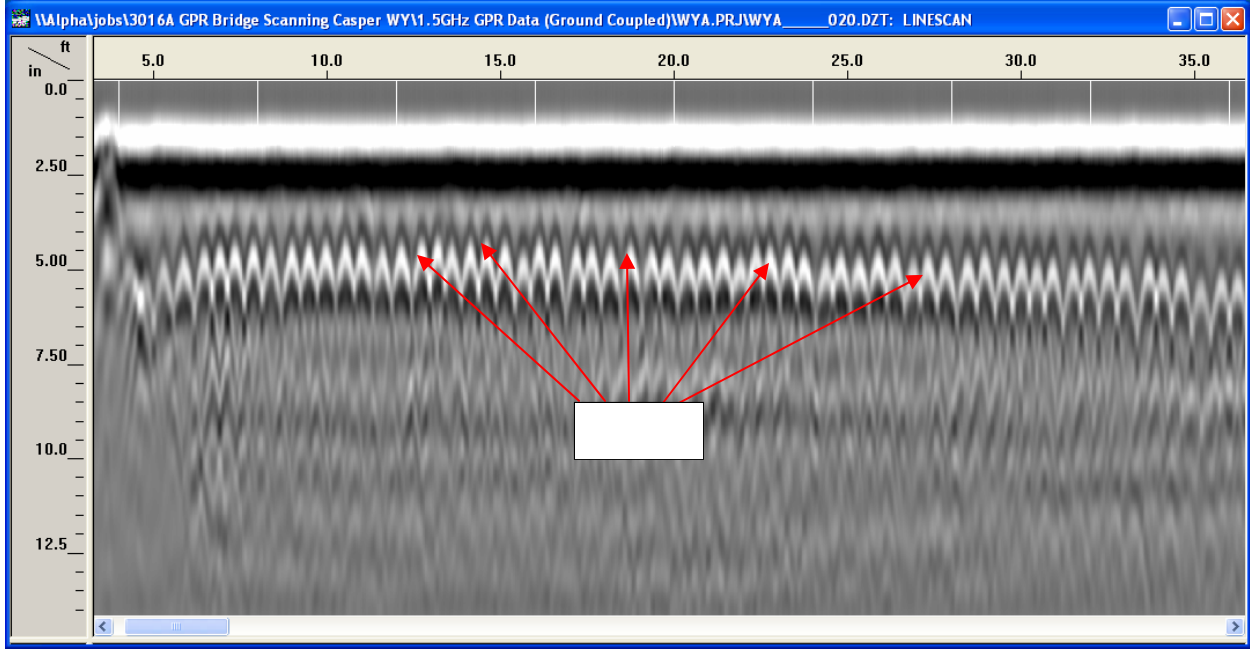 \\Alpha\jobs\3016A GPR Bridge Scanning Casper WY\1.5GHz GPR Data (Ground Coupled)\WYA.PRJ\WYA_____020.DZT: LINESCAN
ft
in
5.0 10.0 15.0 20.0 25.0 30.0 35.0
0.0
2.50
5.00
7.50
10.0
12.5